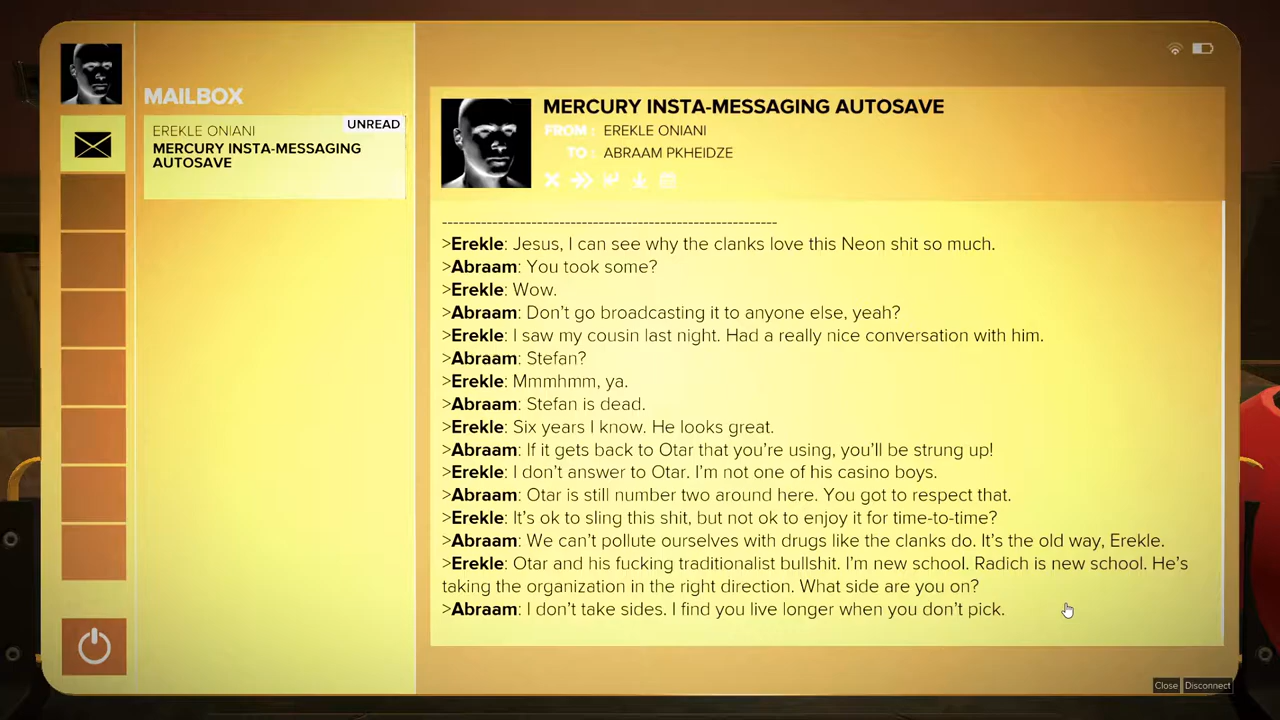 MAILBOX
UNREAD
EREKLE ONIANI
MERCURY INSTA-MESSAGING
AUTOSAVE
MERCURY INSTA-MESSAGING AUTOSAVE
FROM : EREKLE ONIANI
TO : ABRAAM PKHEIDZE
--------------------------------------------------------
>Erekle: Jesus, I can see why the clanks love this Neon shit so much.
>Abraam: You took some?
>Erekle: Wow.
>Abraam: Don't go broadcasting it to anyone else, yeah?
>Erekle: I saw my cousin last night. Had a really nice conversation with him.
>Abraam: Stefan?
>Erekle: Mmmhmm, ya.
>Abraam: Stefan is dead.
>Erekle: Six years I know. He looks great.
>Abraam: If it gets back to Otar that you're using, you'll be strung up!
>Erekle: I don't answer to Otar. I'm not one of his casino boys.
>Abraam: Otar is still number two around here. You got to respect that.
>Erekle: It's ok to sling this shit, but not ok to enjoy it for time-to-time?
>Abraam: We can't pollute ourselves with drugs like the clanks do. It's the old way, Erekle.
>Erekle: Otar and his fucking traditionalist bullshit. I'm new school. Radich is new school. He's
taking the organization in the right direction. What side are you on?
>Abraam: I don't take sides. I find you live longer when you don't pick.
Close Disconnect